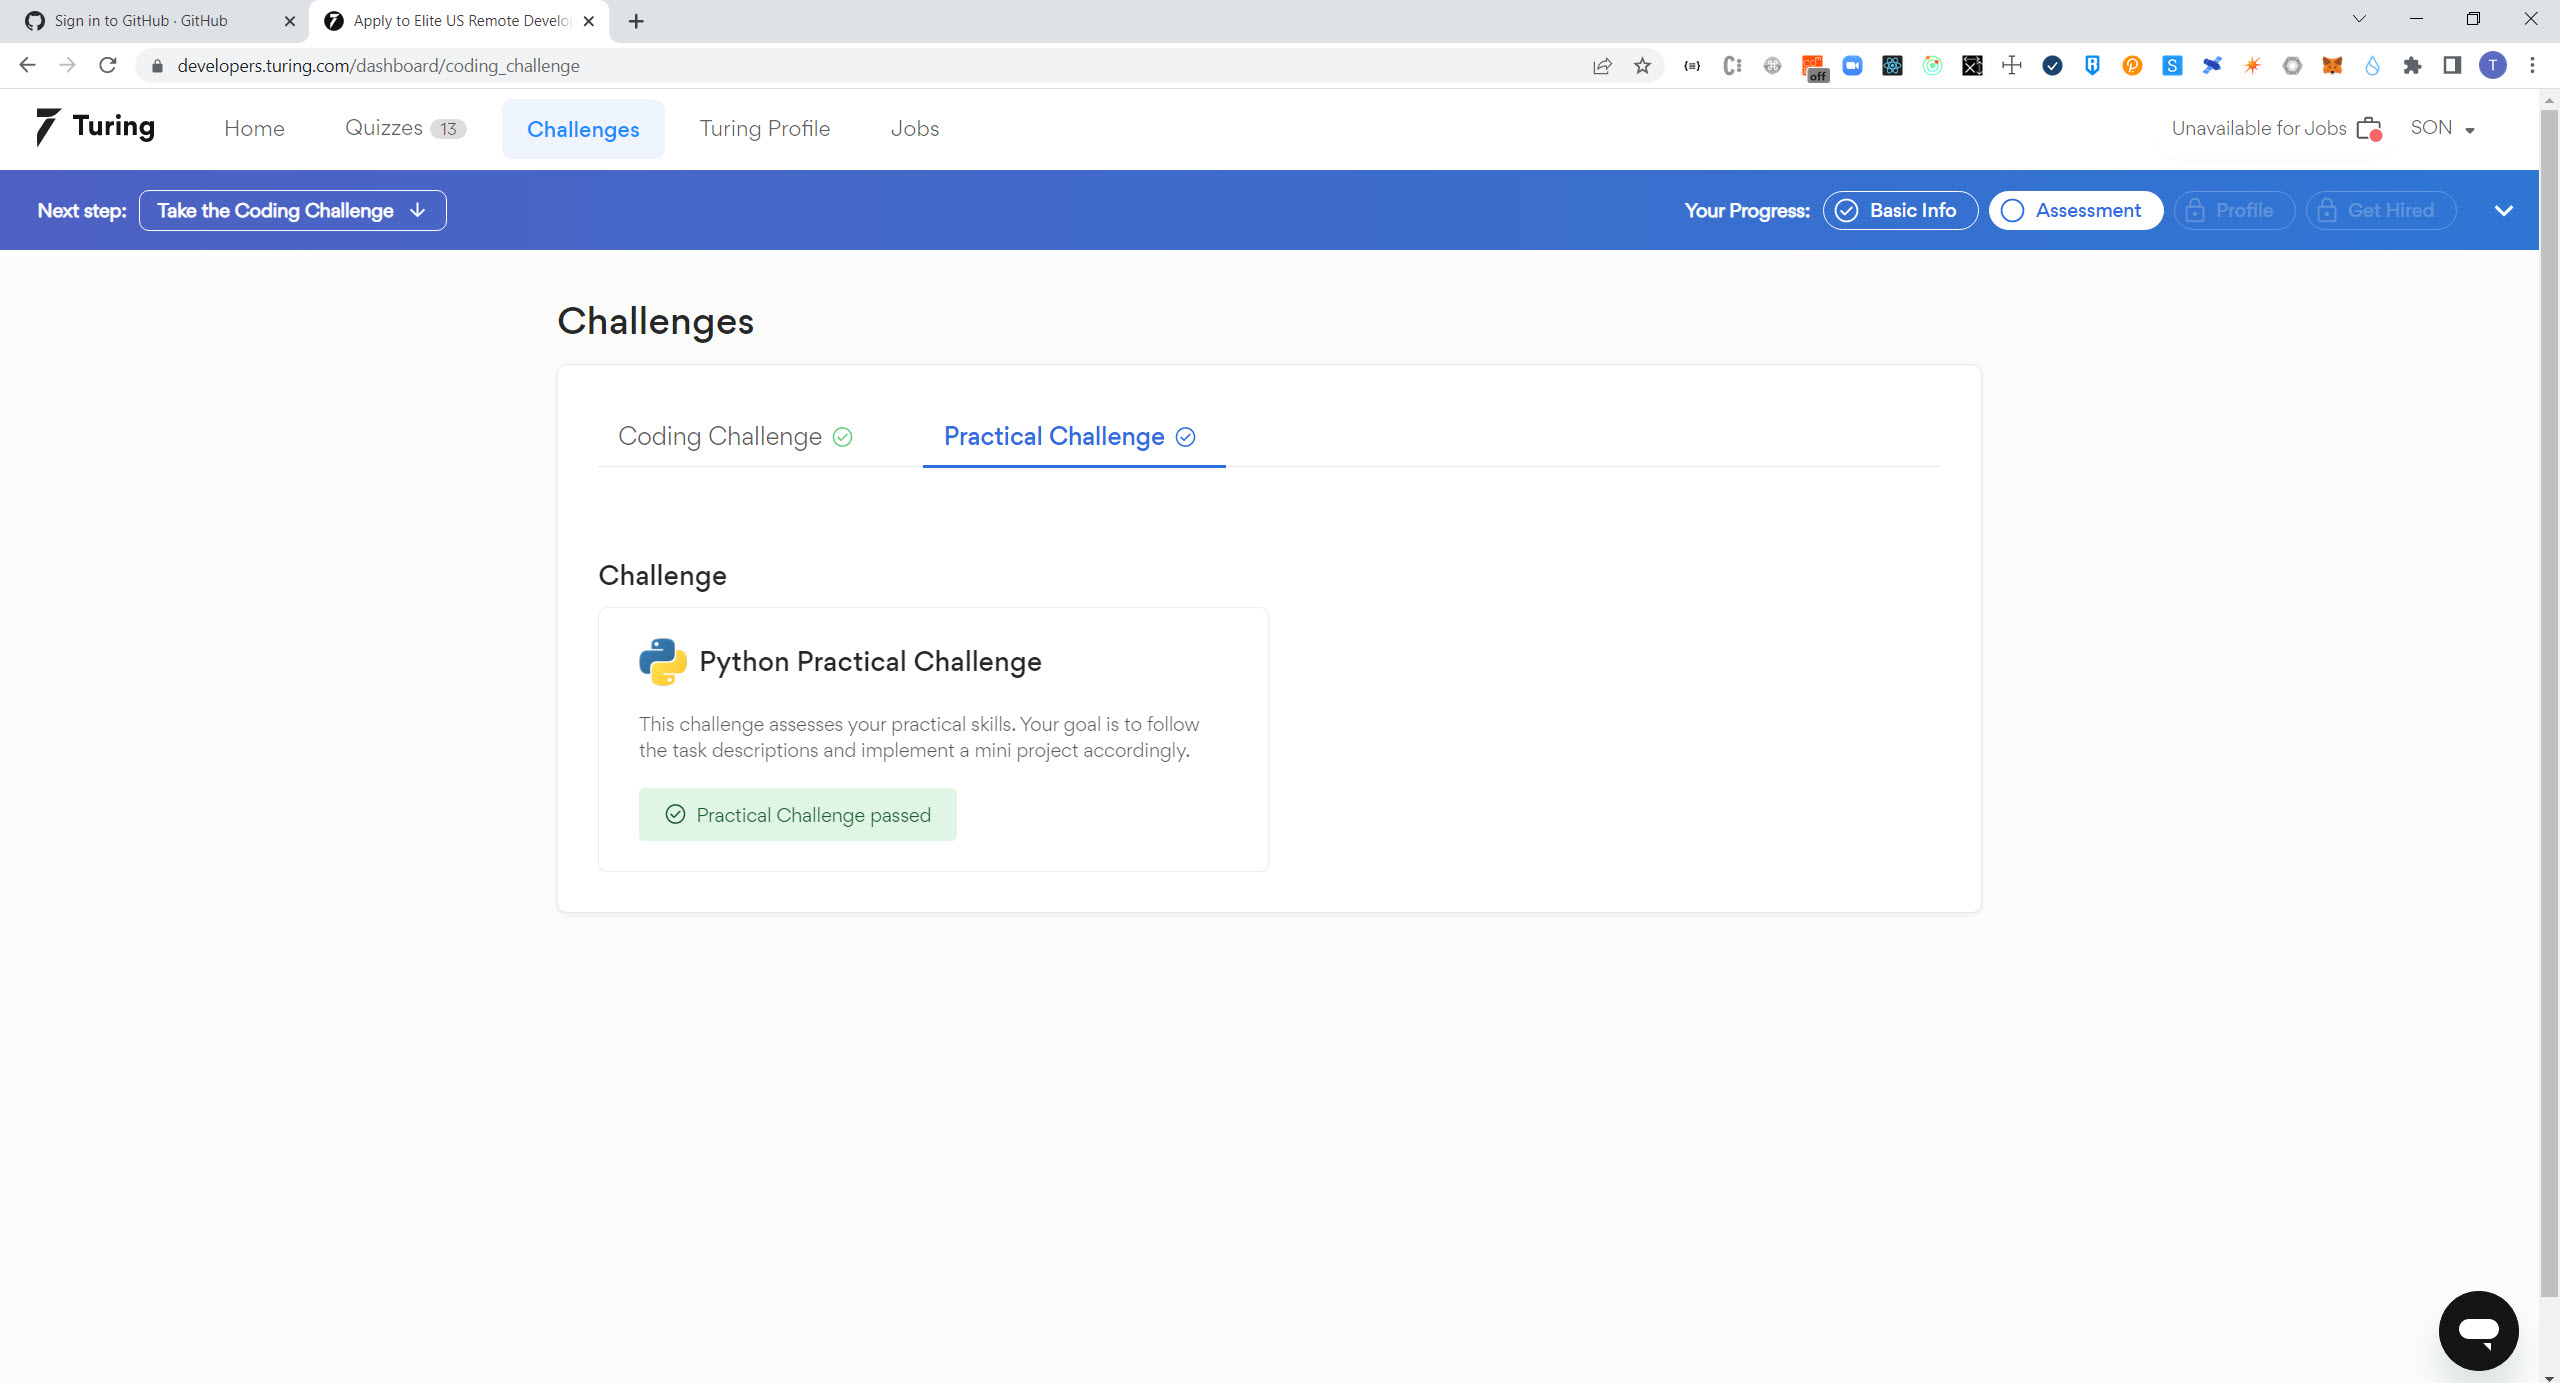 Sign in to GitHub · GitHub
Apply to Elite US Remote Develo
developers.turing.com/dashboard/coding_challenge
off
S
T
Turing
Home
Quizzes 13
Challenges
Turing Profile
Jobs
Unavailable for Jobs
SON
Next step:
Take the Coding Challenge
Your Progress:
Basic Info
Assessment
Profile
Get Hired
Challenges
Coding Challenge
Practical Challenge
Challenge
Python Practical Challenge
This challenge assesses your practical skills. Your goal is to follow
the task descriptions and implement a mini project accordingly.
Practical Challenge passed